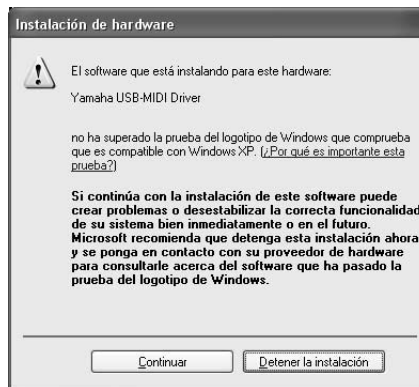 Instalación de hardware
El software que está instalando para este hardware:
Yamaha USB-MIDI Driver
no ha superado la prueba del logotipo de Windows que comprueba
que es compatible con Windows XP. (¿Por qué es importante esta
prueba?)
Si continúa con la instalación de este software puede
crear problemas o desestabilizar la correcta funcionalidad
de su sistema bien inmediatamente o en el futuro.
Microsoft recomienda que detenga esta instalación ahora
y se ponga en contacto con su proveedor de hardware
para consultarle acerca del software que ha pasado la
prueba del logotipo de Windows.
Continuar
Detener la instalación